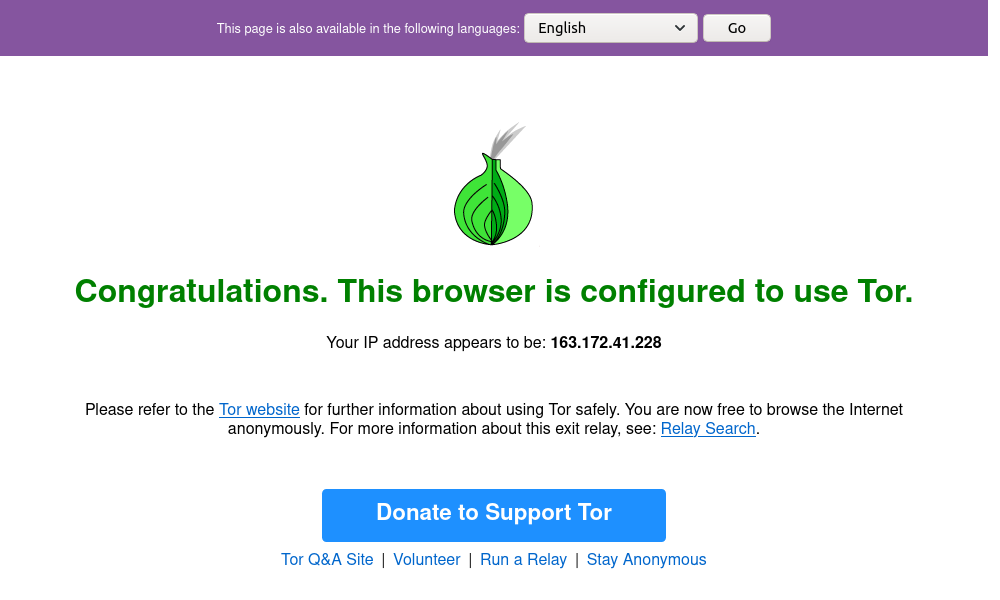 This page is also available in the following languages: English Go
Congratulations. This browser is configured to use Tor.
Your IP address appears to be: 163.172.41.228
Please refer to the Tor website for further information about using Tor safely. You are now free to browse the Internet
anonymously. For more information about this exit relay, see: Relay Search.
Donate to Support Tor
Tor Q&A Site | Volunteer | Run a Relay | Stay Anonymous